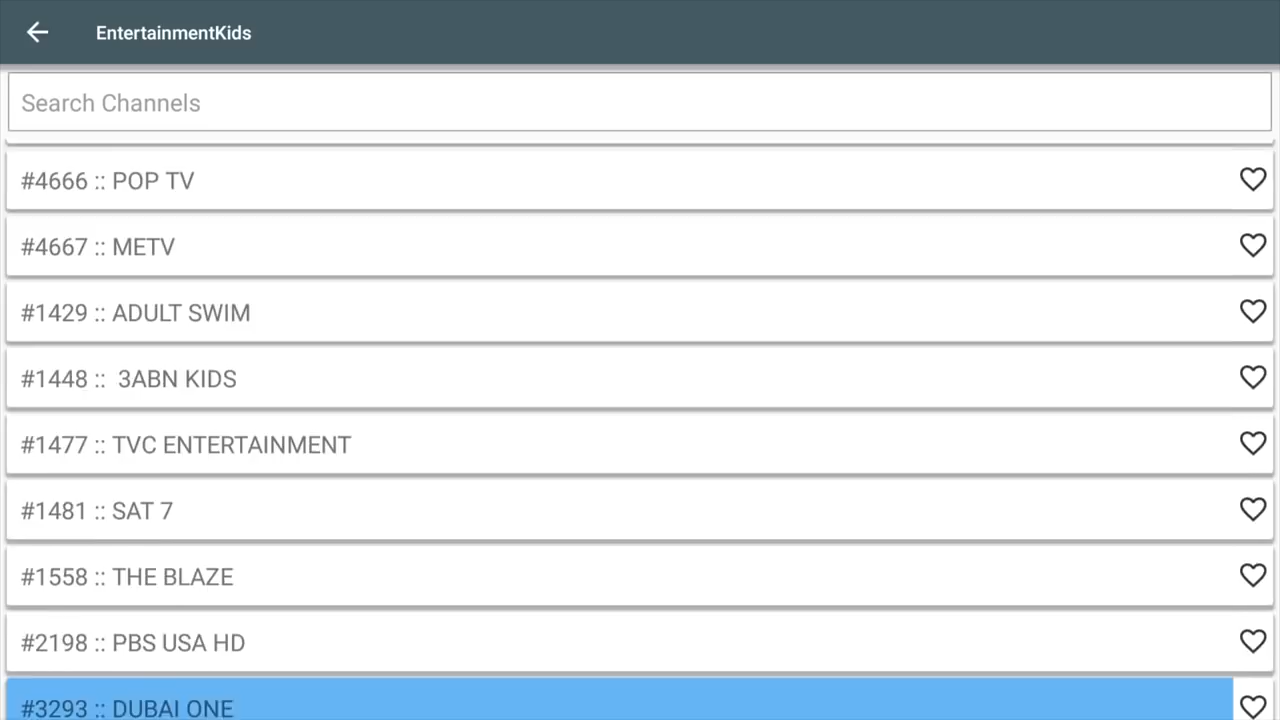 EntertainmentKids
Search Channels
#4666 :: POP TV
#4667 :: METV
#1429 :: ADULT SWIM
#1448 ::  3ABN KIDS
#1477 :: TVC ENTERTAINMENT
#1481 :: SAT 7
#1558 :: THE BLAZE
#2198 :: PBS USA HD
#3293 :: DUBAI ONE